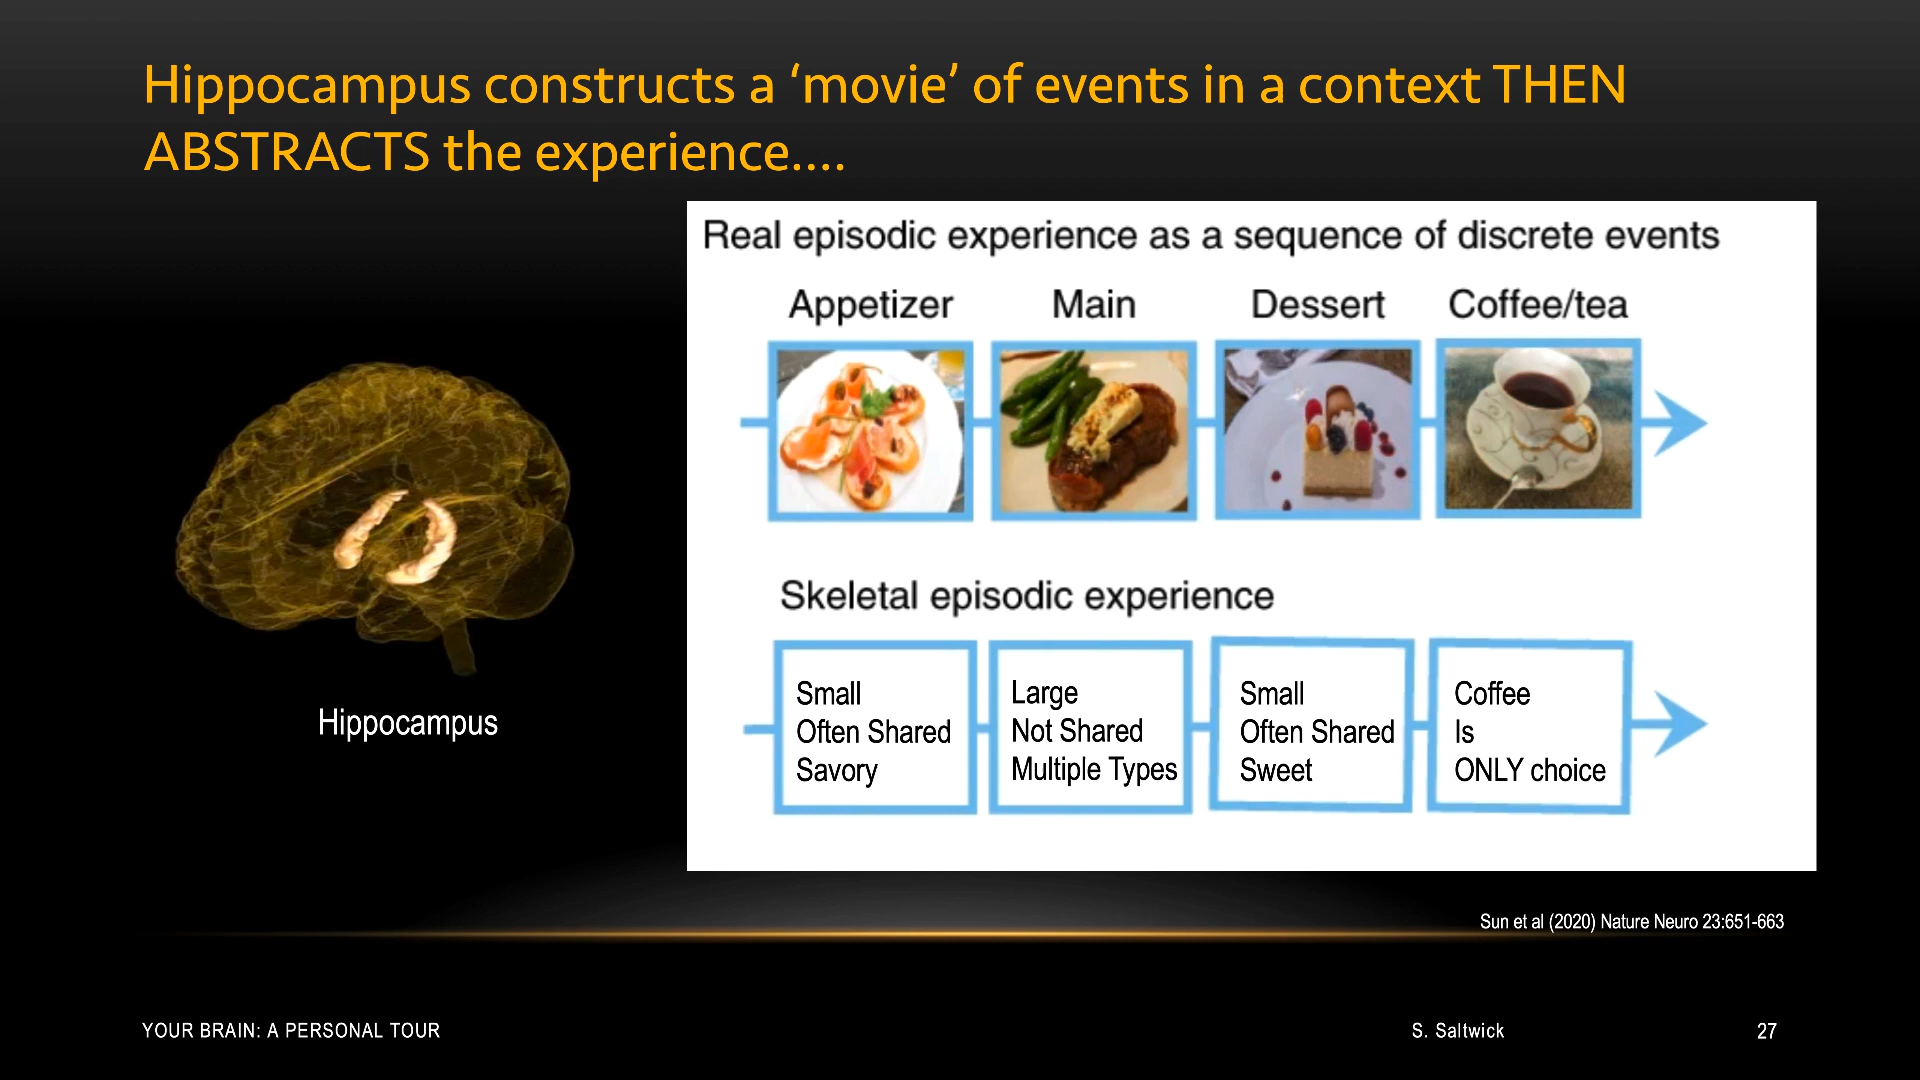 Hippocampus constructs a ‘movie’ of events in a context THEN
ABSTRACTS the experience....
Real episodic experience as a sequence of discrete events
Appetizer
Main
Dessert
Coffee/tea
Skeletal episodic experience
Small
Often Shared
Savory
Large
Not Shared
Multiple Types
Small
Often Shared
Sweet
Coffee
Is
ONLY choice
Hippocampus
Sun et al (2020) Nature Neuro 23:651-663
YOUR BRAIN: A PERSONAL TOUR
S. Saltwick
27